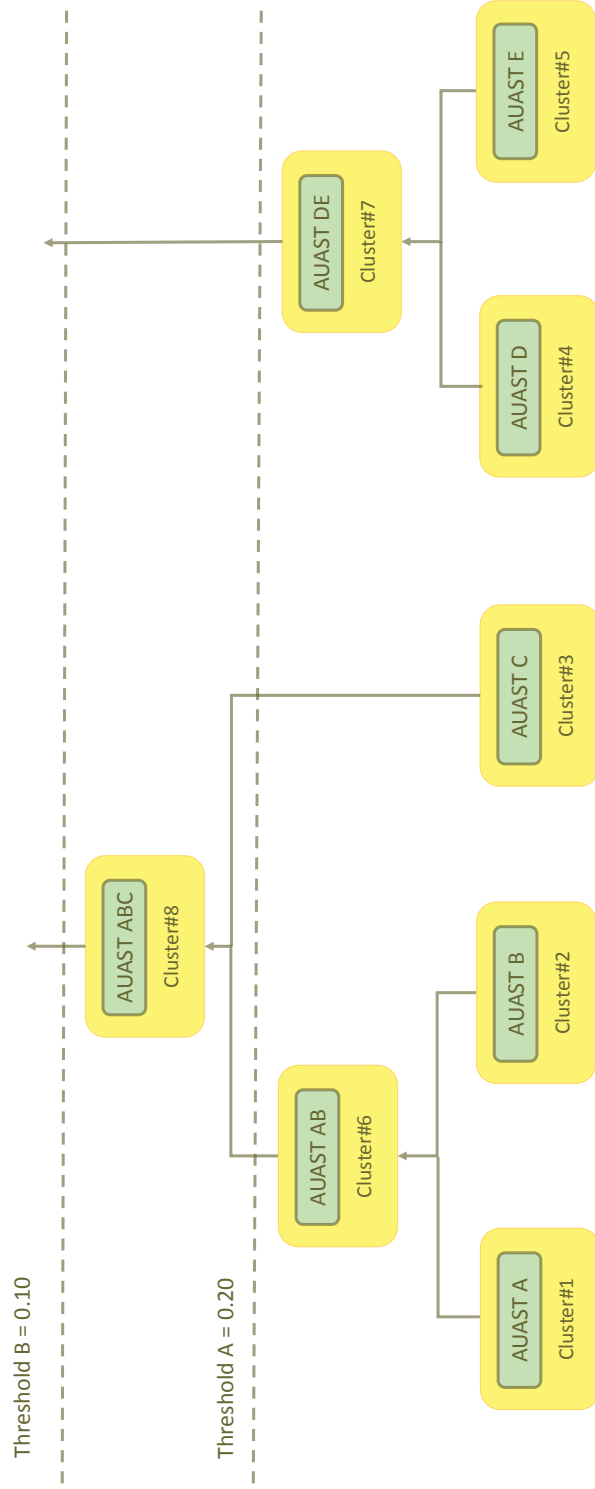 Threshold B = 0.10
AUAST ABC
Cluster#8
Threshold A = 0.20
AUAST AB
Cluster#6
AUAST DE
Cluster#7
AUAST A
Cluster#1
AUAST B
Cluster#2
AUAST C
Cluster#3
AUAST D
Cluster#4
AUAST E
Cluster#5